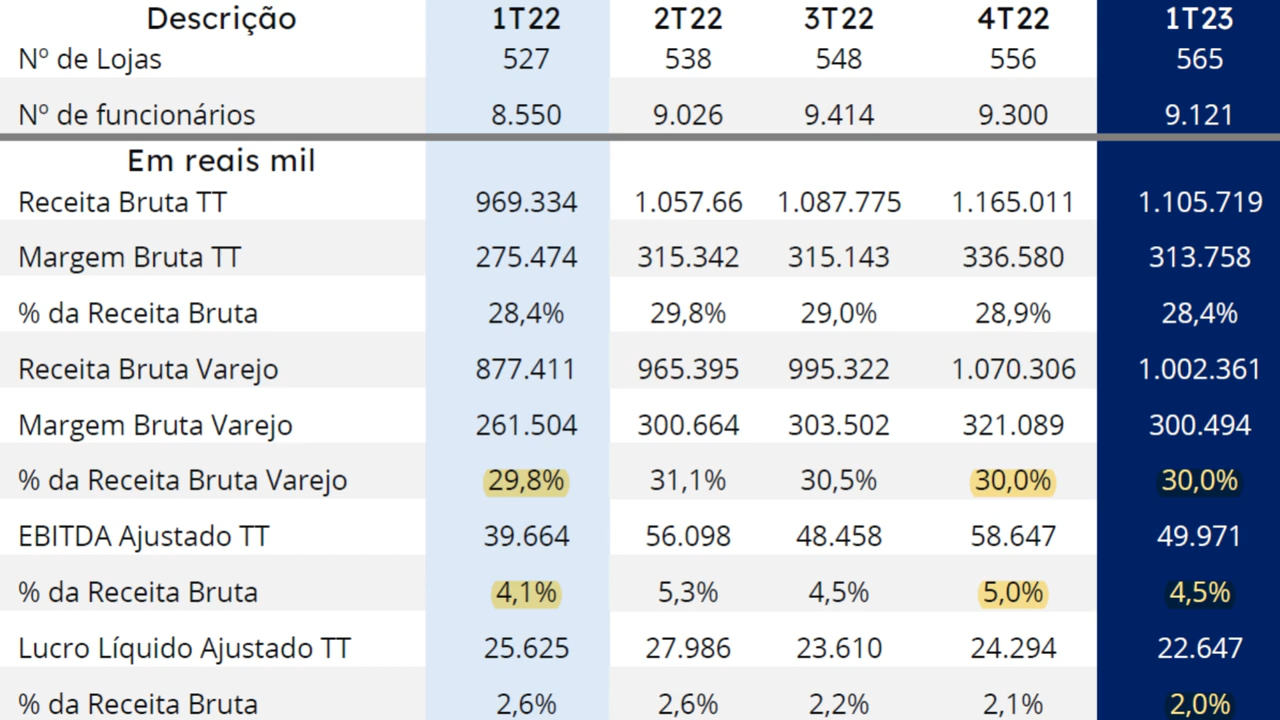 Descrição 1T22 2T22 3T22 4T22 1T23
Nº de Lojas 527 538 548 556 565
Nº de funcionários 8.550 9.026 9.414 9.300 9.121
Em reais mil
Receita Bruta TT 969.334 1.057.66 1.087.775 1.165.011 1.105.719
Margem Bruta TT 275.474 315.342 315.143 336.580 313.758
% da Receita Bruta 28,4% 29,8% 29,0% 28,9% 28,4%
Receita Bruta Varejo 877.411 965.395 995.322 1.070.306 1.002.361
Margem Bruta Varejo 261.504 300.664 303.502 321.089 300.494
% da Receita Bruta Varejo 29,8% 31,1% 30,5% 30,0% 30,0%
EBITDA Ajustado TT 39.664 56.098 48.458 58.647 49.971
% da Receita Bruta 4,1% 5,3% 4,5% 5,0% 4,5%
Lucro Líquido Ajustado TT 25.625 27.986 23.610 24.294 22.647
% da Receita Bruta 2,6% 2,6% 2,2% 2,1% 2,0%